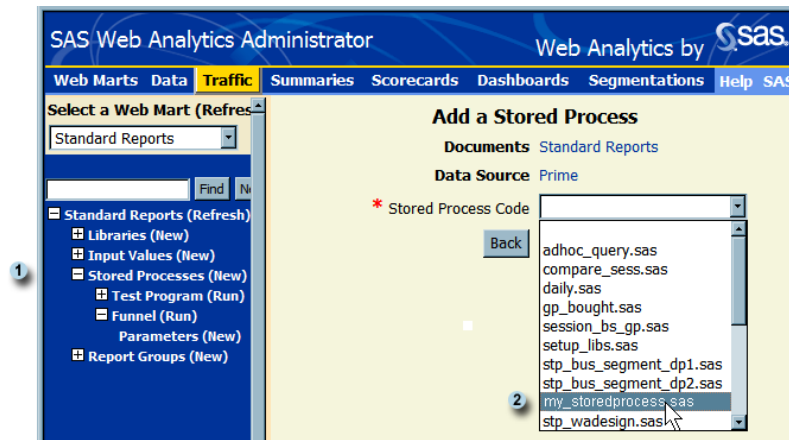 SAS Web Analytics Administrator
Web Analytics by sas.
Web Marts Data Traffic Summaries Scorecards Dashboards Segmentations Help SAS
Select a Web Mart (Refres
Standard Reports
Find
Standard Reports (Refresh)
Libraries (New)
Input Values (New)
1
Stored Processes (New)
Test Program (Run)
Funnel (Run)
Parameters (New)
Report Groups (New)
Add a Stored Process
Documents Standard Reports
Data Source Prime
* Stored Process Code
Back
adhoc_query.sas
compare_sess.sas
daily.sas
gp_bought.sas
session_bs_gp.sas
setup_libs.sas
stp_bus_segment_dp1.sas
stp_bus_segment_dp2.sas
2
my_storedprocess.sas
stp_wadesign.sas